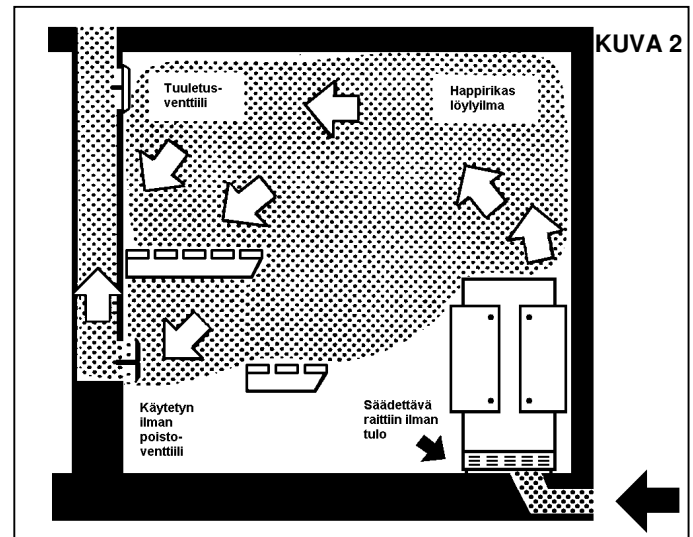 KUVA 2
Tuuletus-
venttiili
Happirikas
löylyilma
Käytetyn
ilman
poisto-
venttiili
Säädettävä
raittiin ilman
tulo